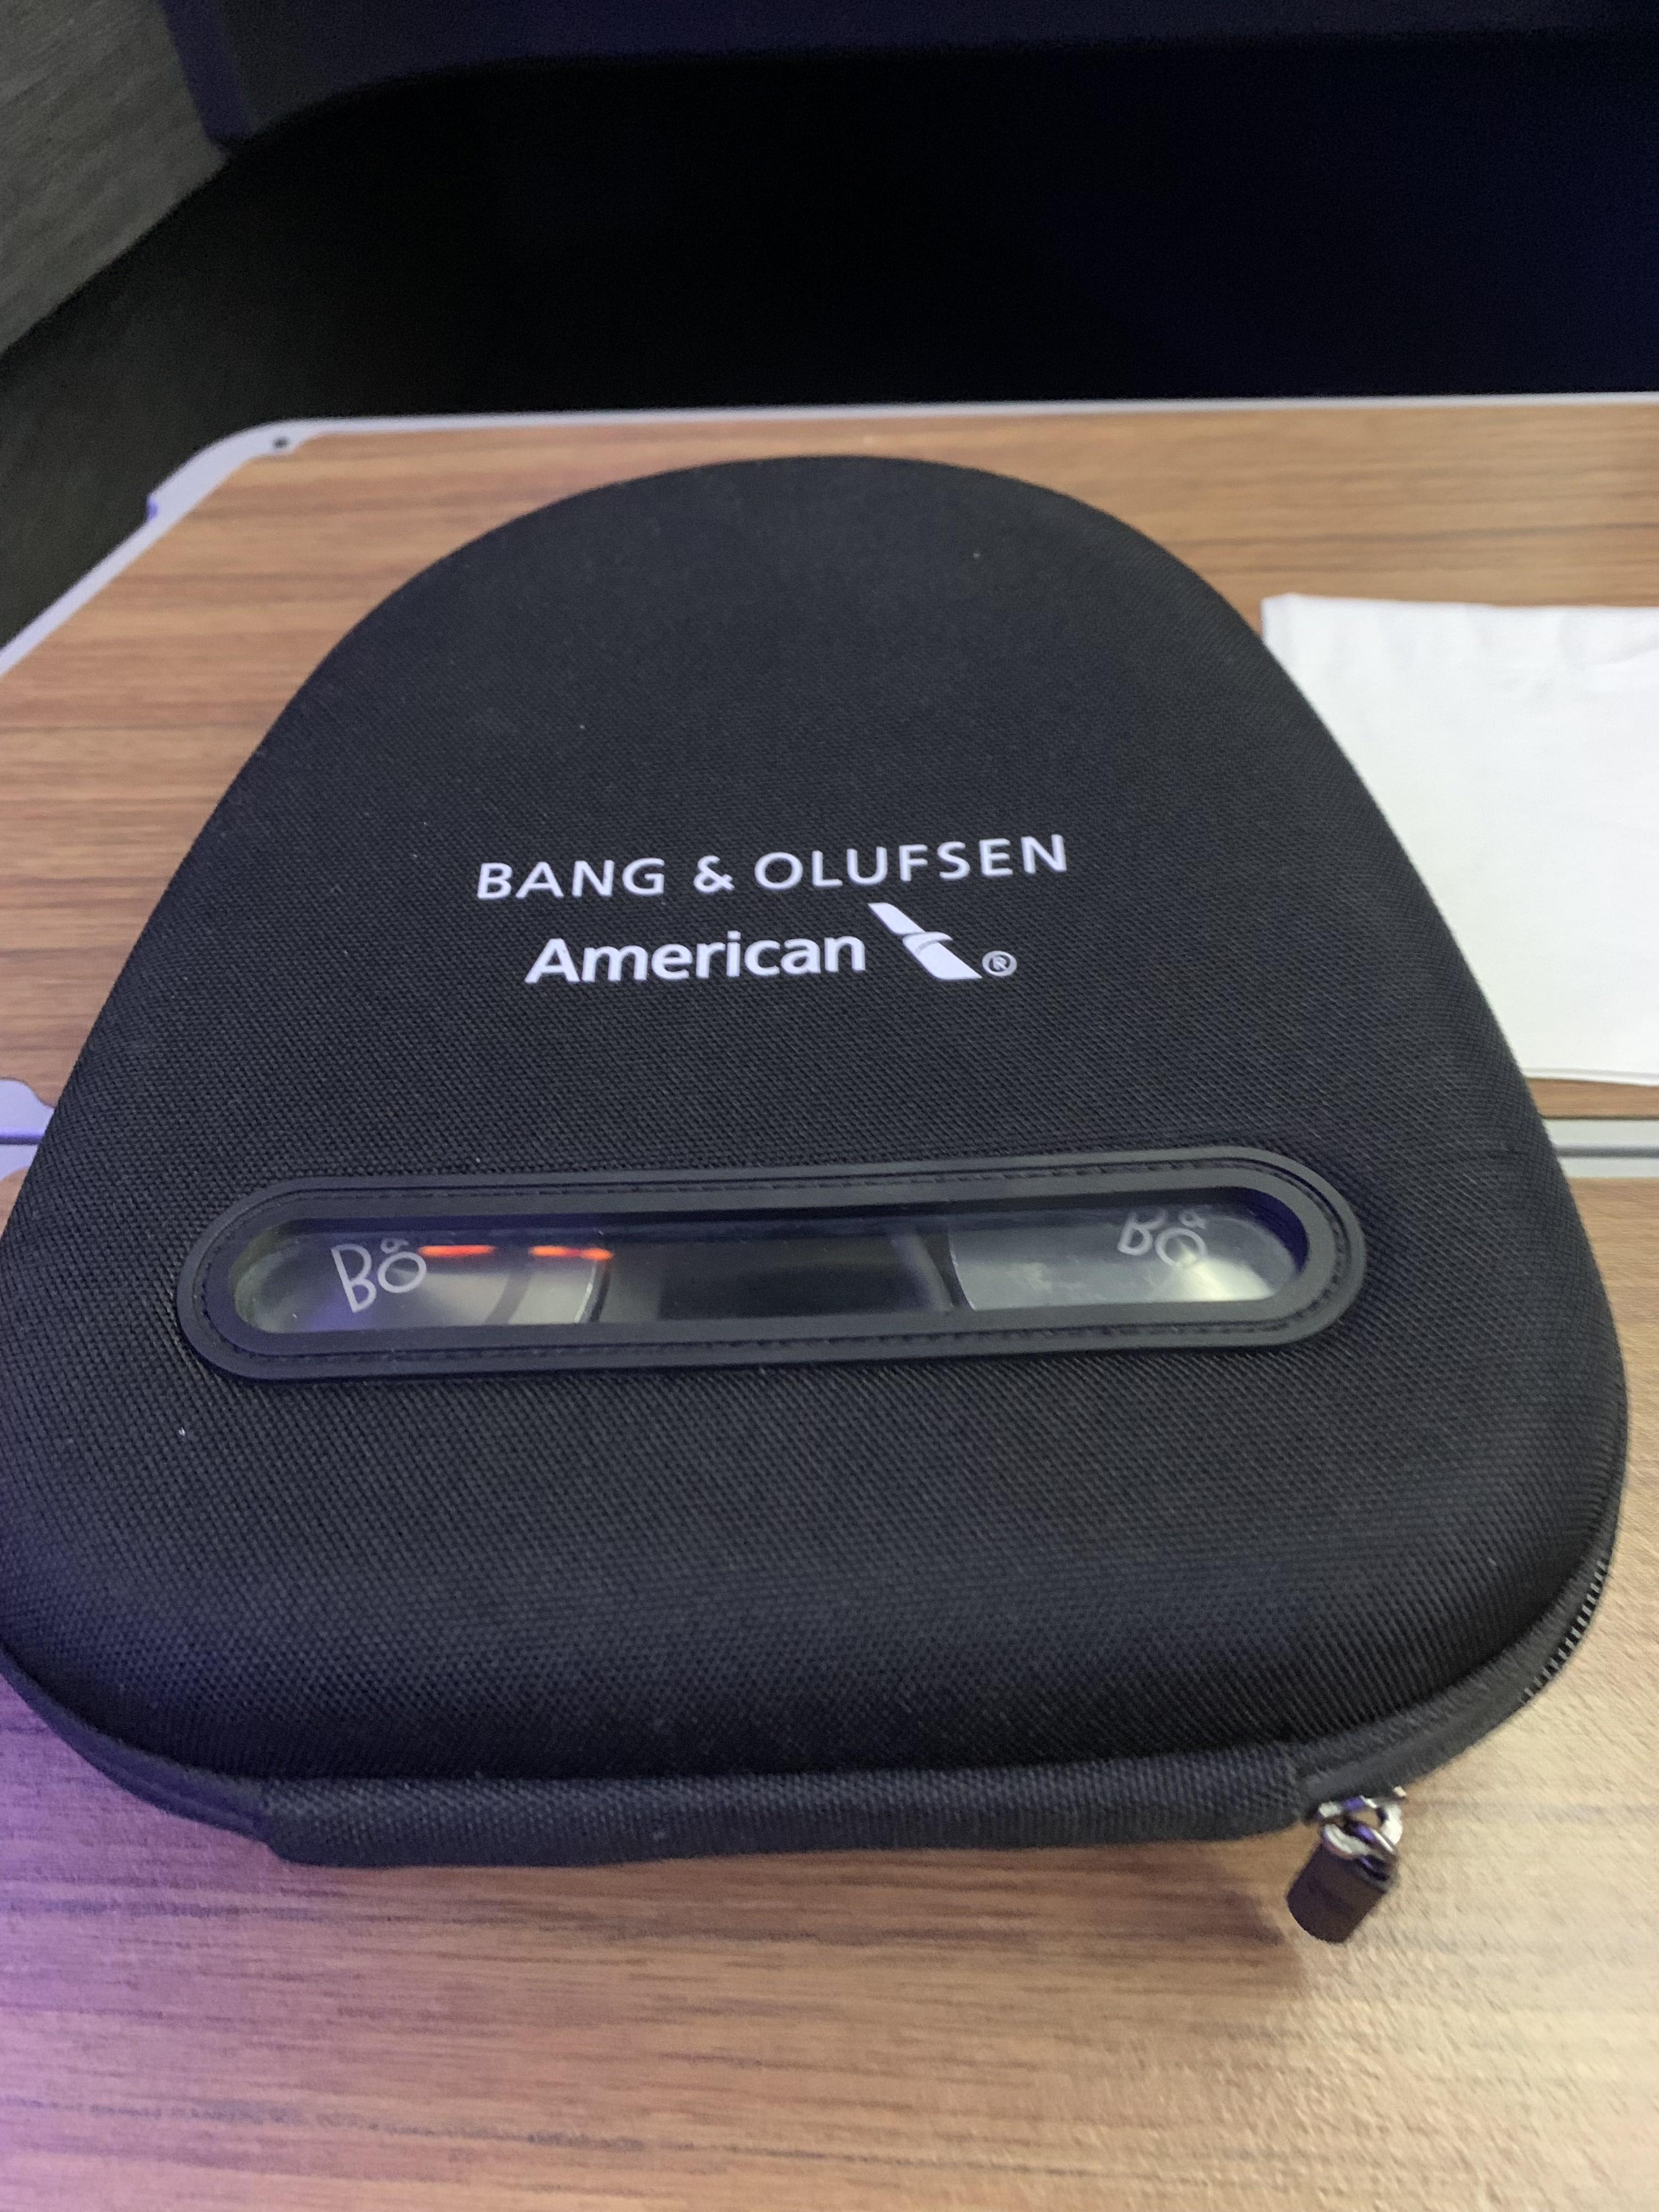 BANG & OLUFSEN
American ®
B&O B&O